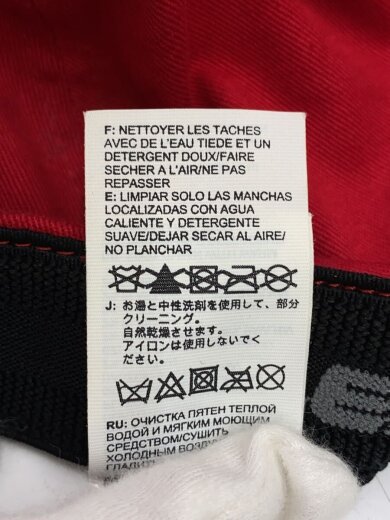 F: NETTOYER LES TACHES
AVEC DE L'EAU TIEDE ET UN
DETERGENT DOUX/FAIRE
SECHER A L'AIR/NE PAS
REPASSER
E: LIMPIAR SOLO LAS MANCHAS
LOCALIZADAS CON AGUA
CALIENTE Y DETERGENTE
SUAVE/DEJAR SECAR AL AIRE/
NO PLANCHAR
J: お湯と中性洗剤を使用して、部分
クリーニング。
自然乾燥させます。
アイロンは使用しないでく
ださい。
RU: ОЧИСТКА ПЯТЕН ТЕПЛОЙ
ВОДОЙ И МЯГКИМ МОЮЩИМ
СРЕДСТВОМ/СУШИТЬ